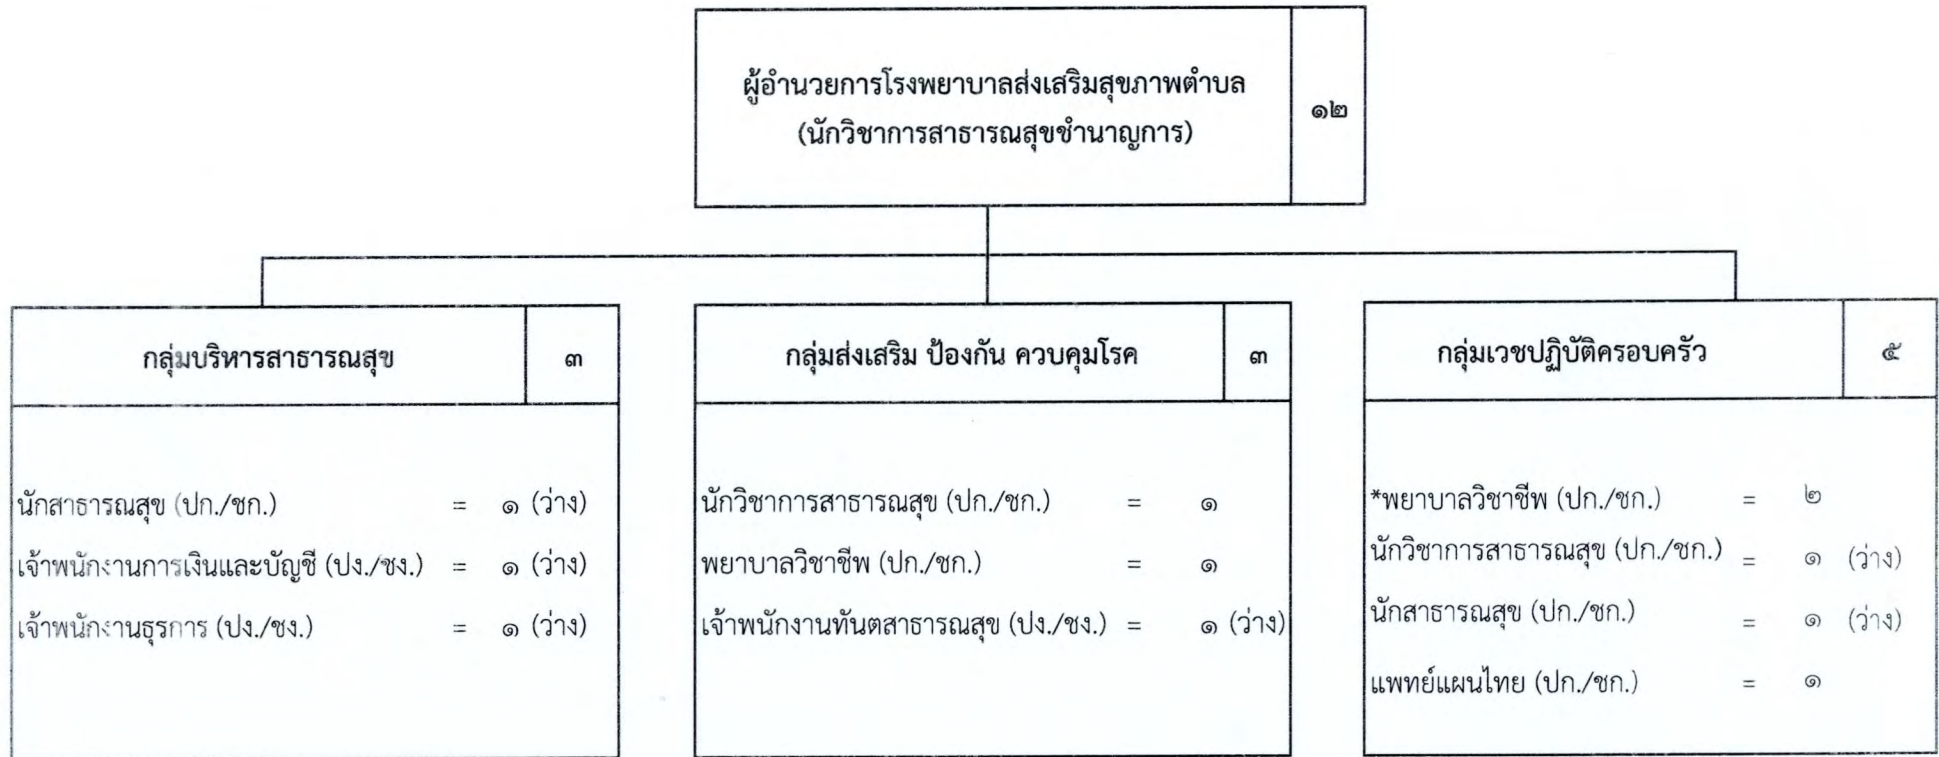 ผู้อำนวยการโรงพยาบาลส่งเสริมสุขภาพตำบล
(นักวิชาการสาธารณสุขชำนาญการ)
๑๒
กลุ่มบริหารสาธารณสุข ๓
นักสาธารณสุข (ปก./ชก.) = ๑ (ว่าง)
เจ้าพนักงานการเงินและบัญชี (ปง./ชง.) = ๑ (ว่าง)
เจ้าพนักงานธุรการ (ปง./ชง.) = ๑ (ว่าง)
กลุ่มส่งเสริม ป้องกัน ควบคุมโรค ๓
นักวิชาการสาธารณสุข (ปก./ชก.) = ๑
พยาบาลวิชาชีพ (ปก./ชก.) = ๑
เจ้าพนักงานทันตสาธารณสุข (ปง./ชง.) = ๑ (ว่าง)
กลุ่มเวชปฏิบัติครอบครัว ๕
*พยาบาลวิชาชีพ (ปก./ชก.) = ๒
นักวิชาการสาธารณสุข (ปก./ชก.) = ๑ (ว่าง)
นักสาธารณสุข (ปก./ชก.) = ๑ (ว่าง)
แพทย์แผนไทย (ปก./ชก.) = ๑